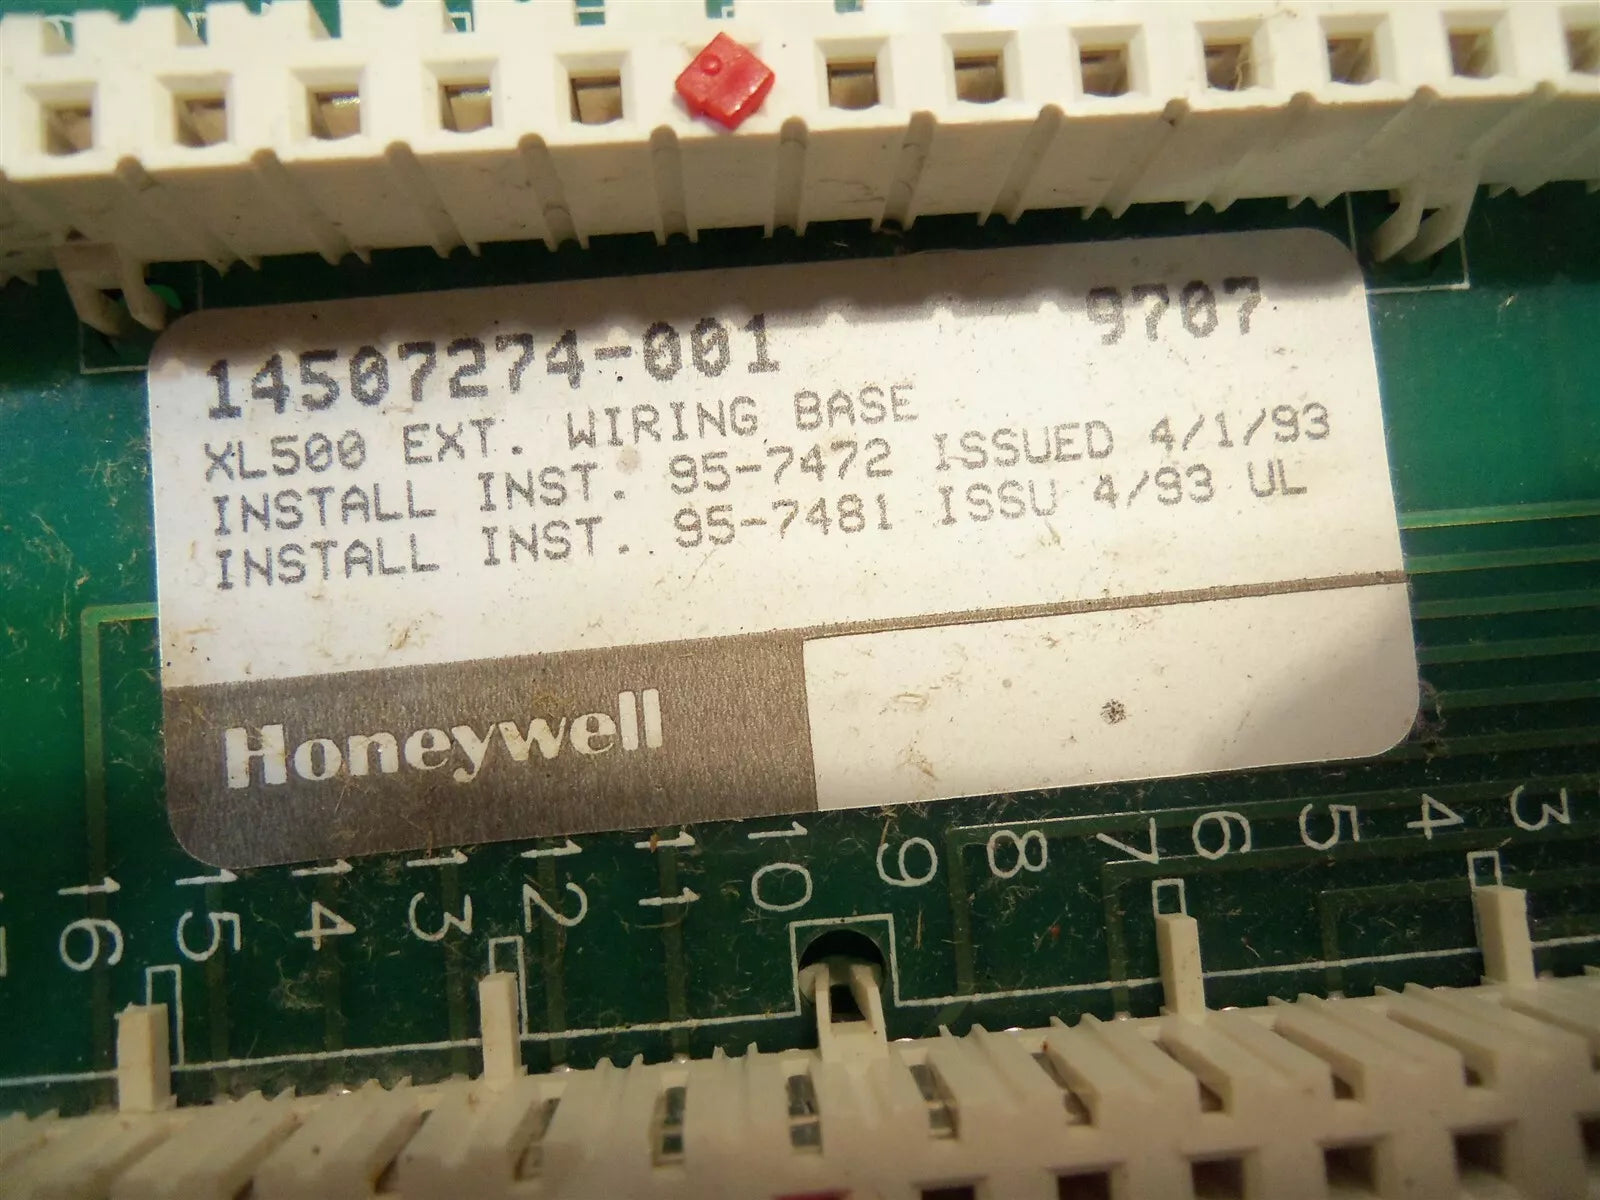 14507274-001 9707
XL500 EXT. WIRING BASE
INSTALL INST. 95-7472 ISSUED 4/1/93
INSTALL INST. 95-7481 ISSU 4/93 UL
Honeywell
16 15 14 13 12 11 10 9 8 7 6 5 4 3